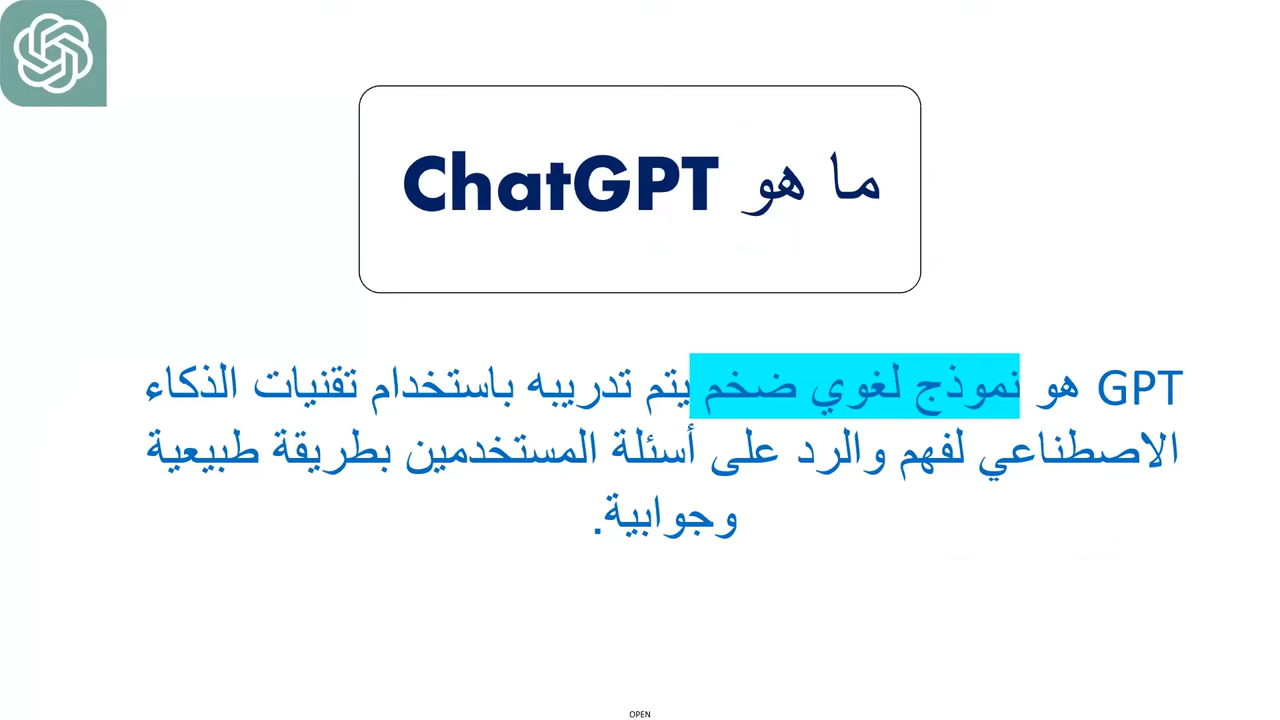 ما هو ChatGPT
GPT هو نموذج لغوي ضخم يتم تدريبه باستخدام تقنيات الذكاء
الاصطناعي لفهم والرد على أسئلة المستخدمين بطريقة طبيعية
وجوابية.
OPEN